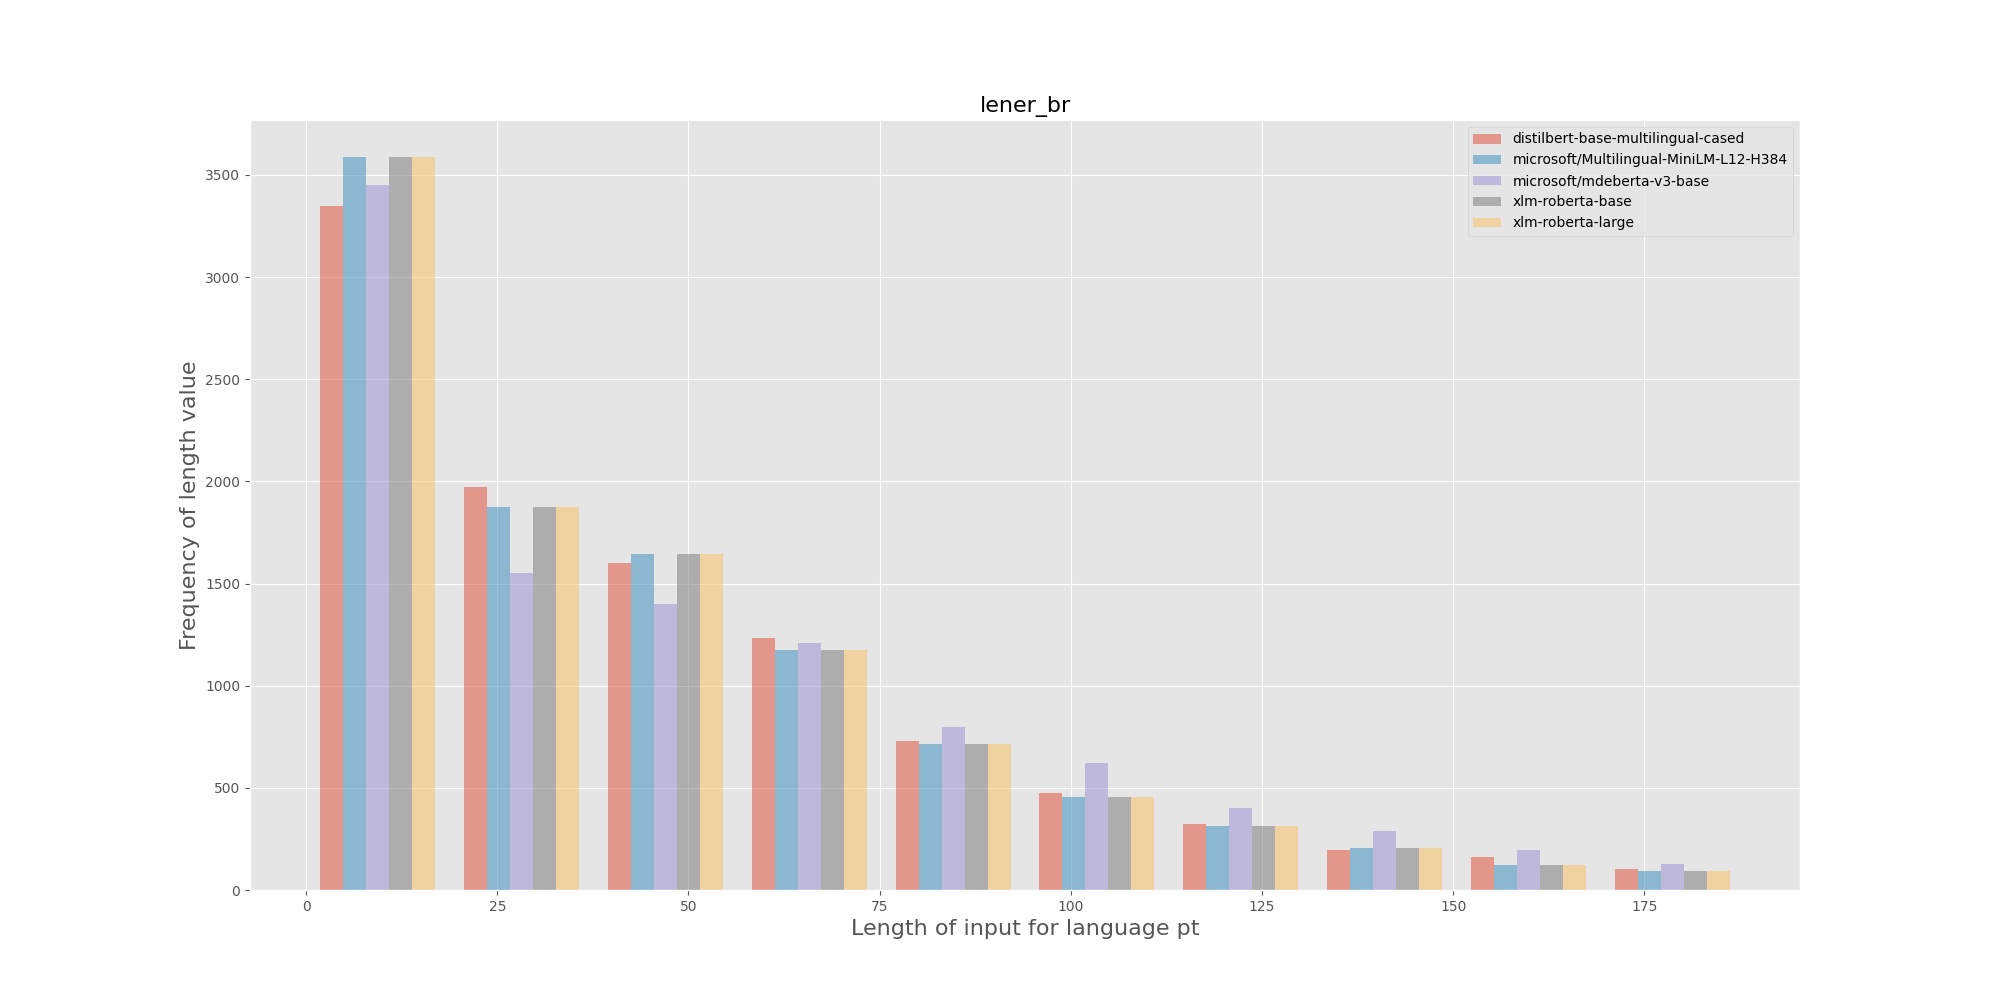 lener_br
distilbert-base-multilingual-cased
microsoft/Multilingual-MiniLM-L12-H384
microsoft/mdeberta-v3-base
xlm-roberta-base
xlm-roberta-large
Frequency of length value
3500
3000
2500
2000
1500
1000
500
0
0 25 50 75 100 125 150 175
Length of input for language pt